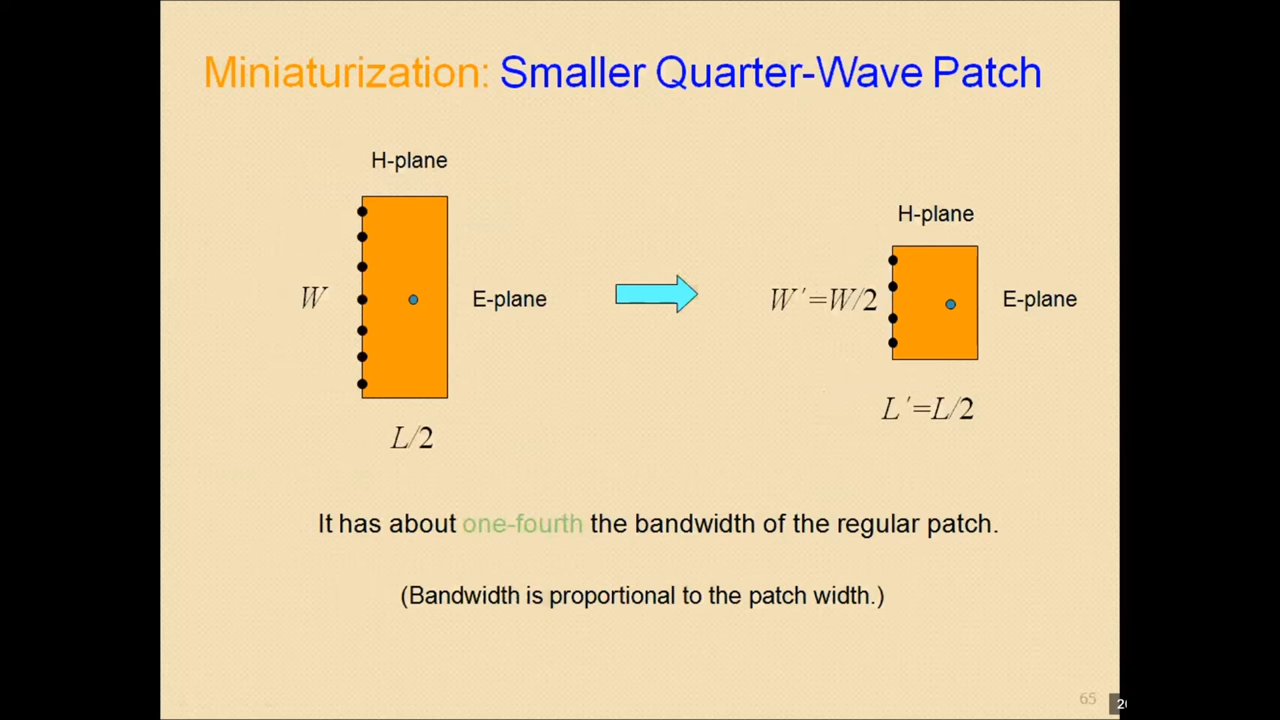 Miniaturization: Smaller Quarter-Wave Patch
H-plane
H-plane
W
E-plane
W′=W/2
E-plane
L/2
L′=L/2
It has about one-fourth the bandwidth of the regular patch.
(Bandwidth is proportional to the patch width.)
65